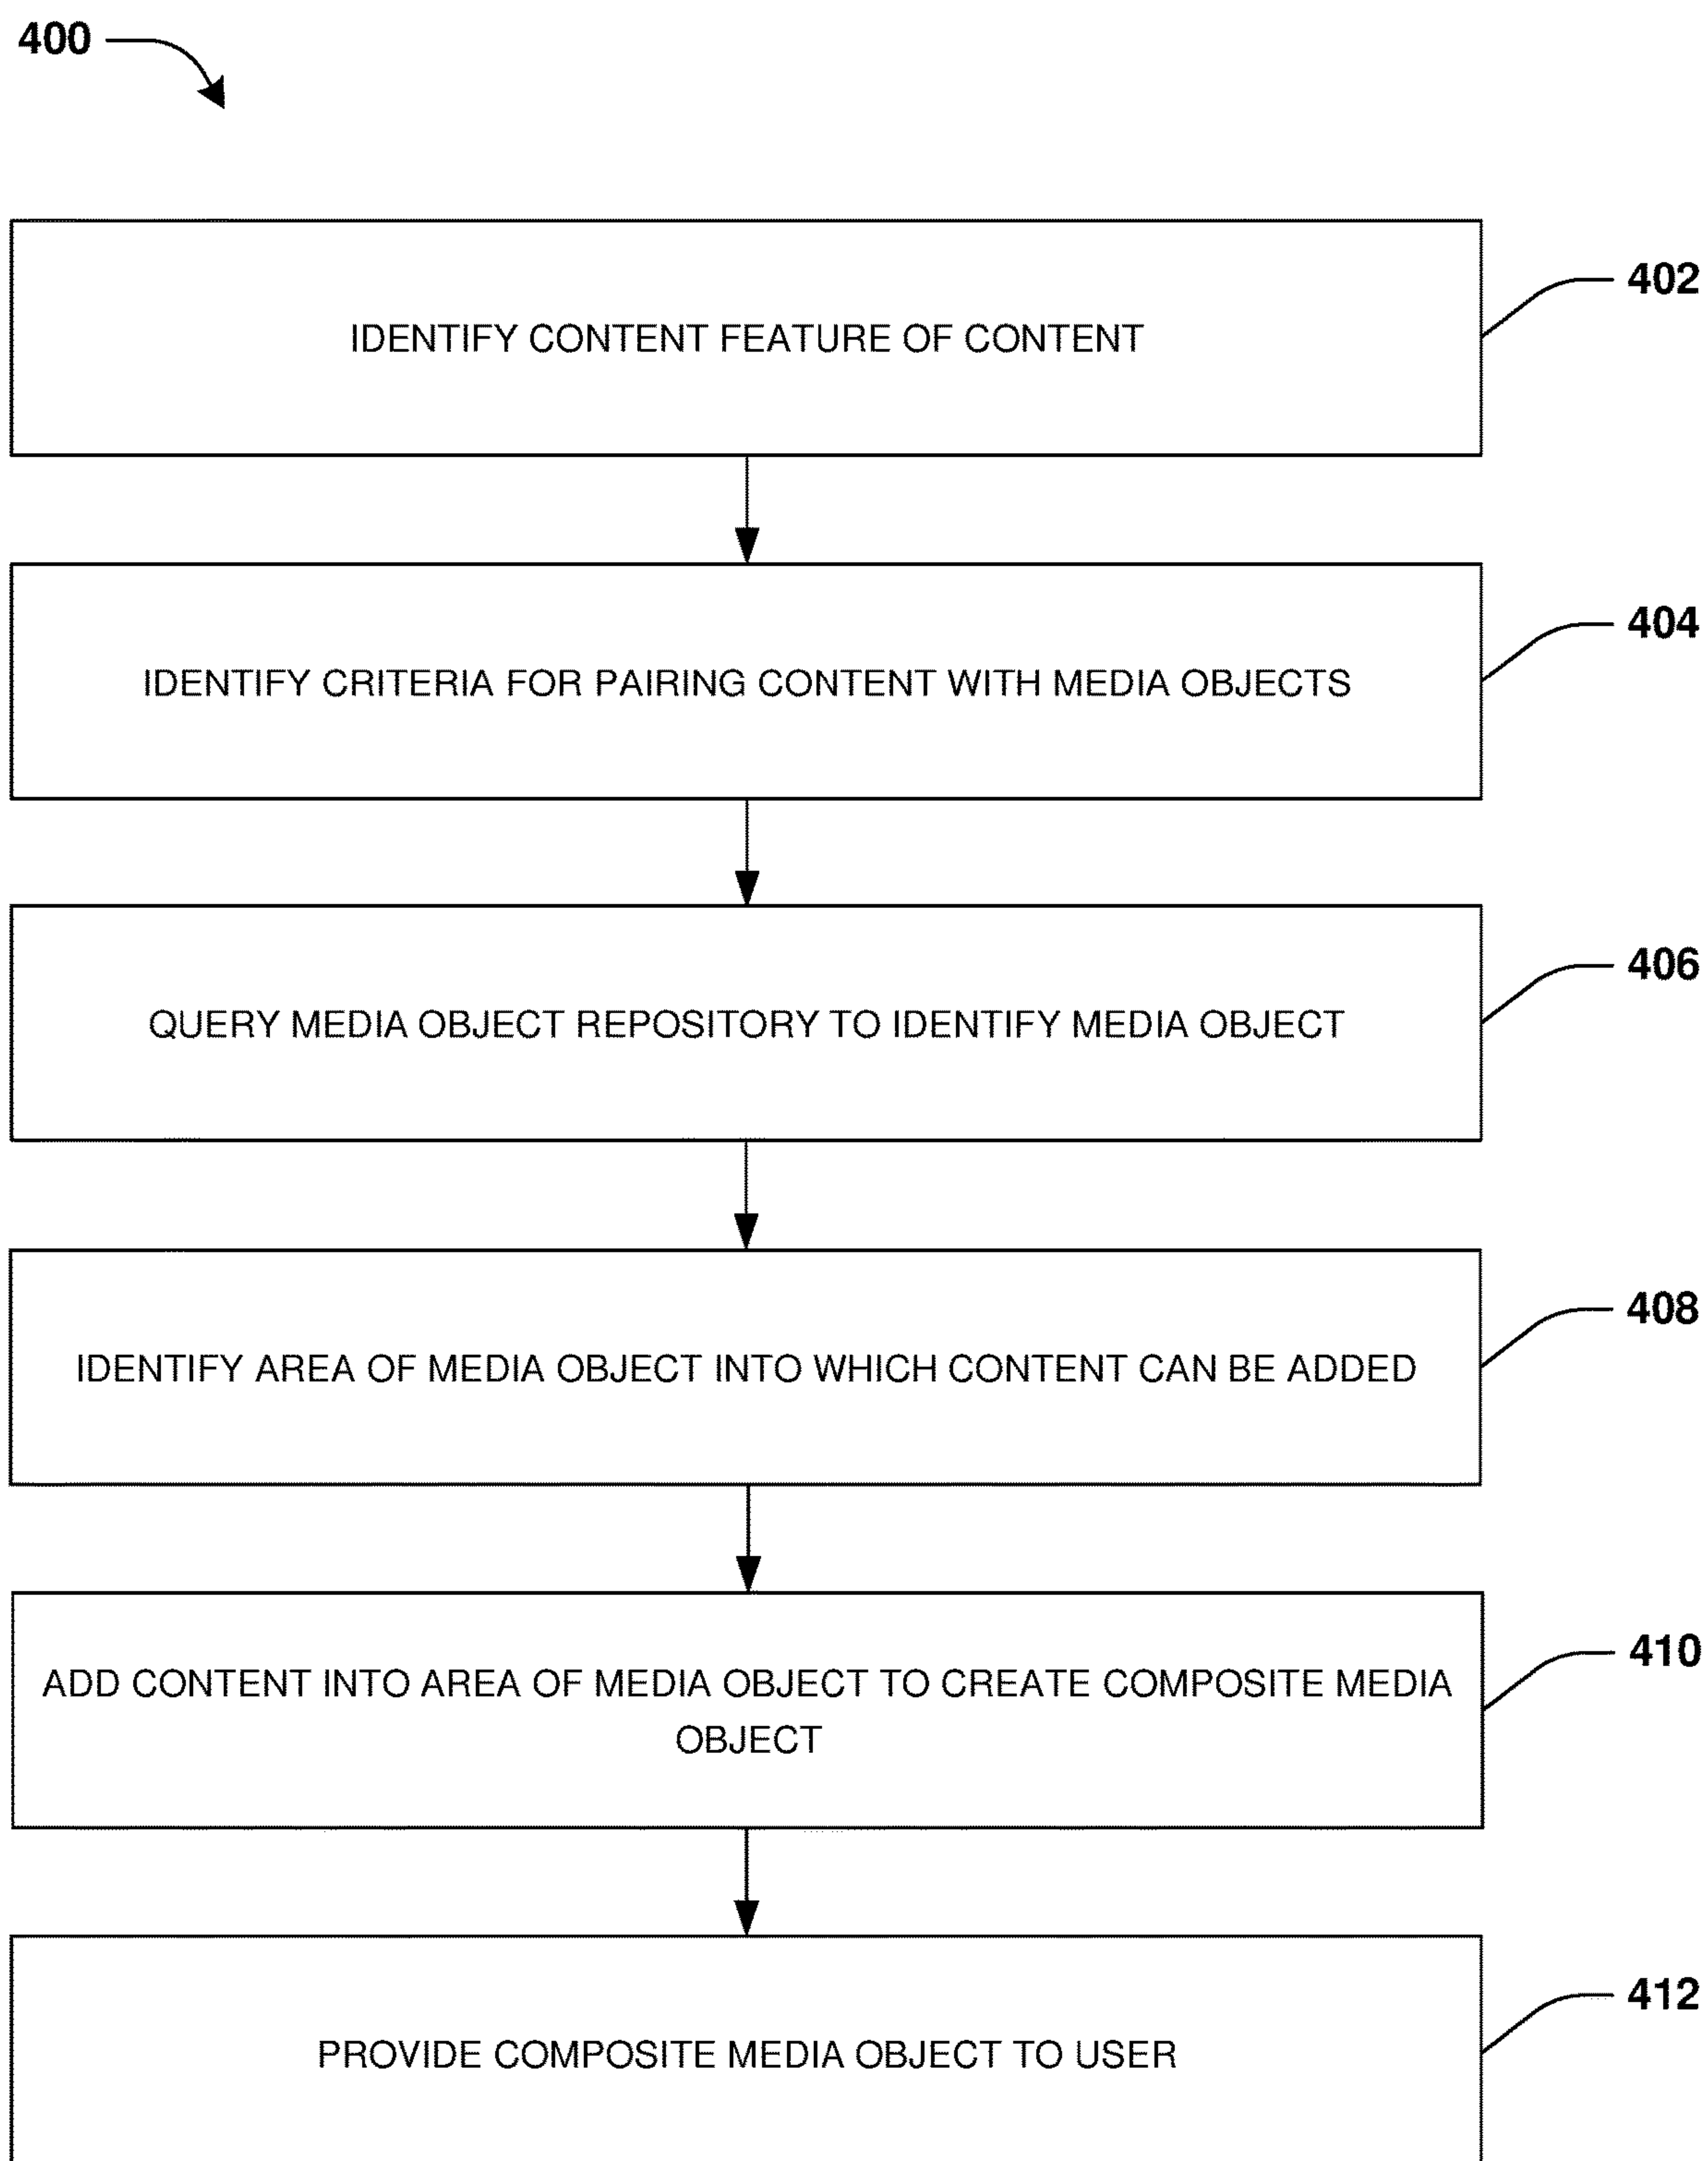 400
402
IDENTIFY CONTENT FEATURE OF CONTENT
404
IDENTIFY CRITERIA FOR PAIRING CONTENT WITH MEDIA OBJECTS
406
QUERY MEDIA OBJECT REPOSITORY TO IDENTIFY MEDIA OBJECT
408
IDENTIFY AREA OF MEDIA OBJECT INTO WHICH CONTENT CAN BE ADDED
410
ADD CONTENT INTO AREA OF MEDIA OBJECT TO CREATE COMPOSITE MEDIA
OBJECT
412
PROVIDE COMPOSITE MEDIA OBJECT TO USER